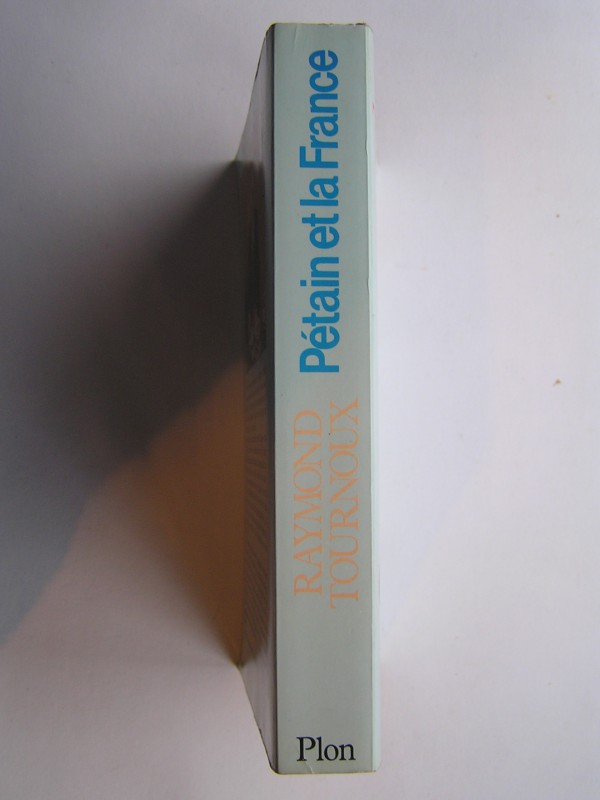 Pétain et la France
RAYMOND
TOURNOUX
Plon